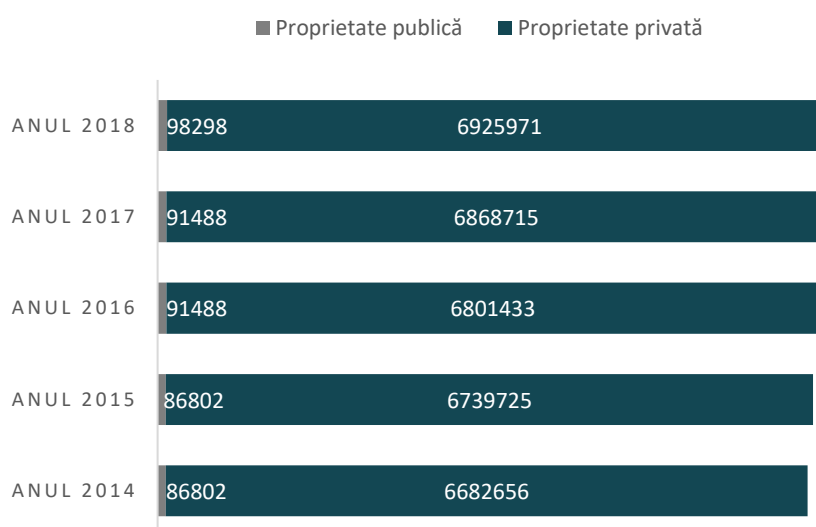 Proprietate publică Proprietate privată
ANUL 2018 98298 6925971
ANUL 2017 91488 6868715
ANUL 2016 91488 6801433
ANUL 2015 86802 6739725
ANUL 2014 86802 6682656